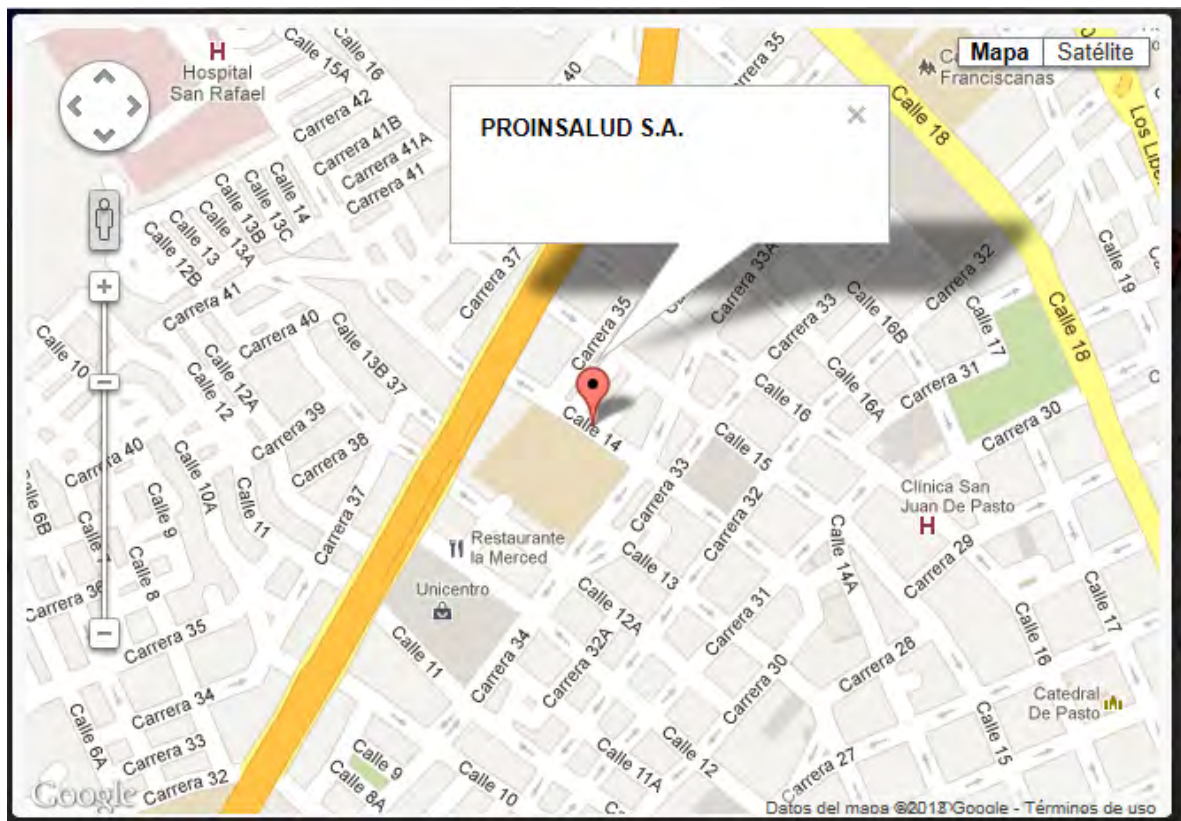 Calle 16
Calle 15A
H
Hospital
San Rafael
40
Carrera 35
Franciscanas
Mapa
Satélite
Calle 18
Carrera 42
Carrera 41B
Carrera 41A
Carrera 41
PROINSALUD S.A.
Calle 14
Calle 13C
Calle 13B
Calle 13A
Calle 13
Calle 12B
Carrera 37
Carrera 33A
Carrera 32
Calle 19
Carrera 41
Carrera 40
Calle 13B 37
Carrera 35
Carrera 33
Calle 16B
Calle 17
Calle 18
Calle 10
Calle 12A
Calle 12
Carrera 39
Carrera 38
Calle 14
Calle 16
Calle 16A
Carrera 31
Carrera 30
Carrera 40
Calle 10A
Calle 11
Carrera 37
Calle 15
Carrera 33
Carrera 32
Clínica San
Juan De Pasto
H
Calle 6B
Calle 9
Calle
Calle 8
Restaurante
la Merced
Calle 13
Calle 14A
Carrera 29
Unicentro
Calle 12A
Carrera 31
Calle 17
Calle 16
Carrera 35
Calle 11
Carrera 34
Carrera 32A
Carrera 30
Carrera 28
Catedral
De Pasto
Carrera 34
Calle 6A
Carrera 33
Carrera 32
Calle 9
Calle 8A
Calle 10
Calle 11A
Calle 12
Carrera 27
Calle 15
Google
Datos del mapa ©2013 Google - Términos de uso